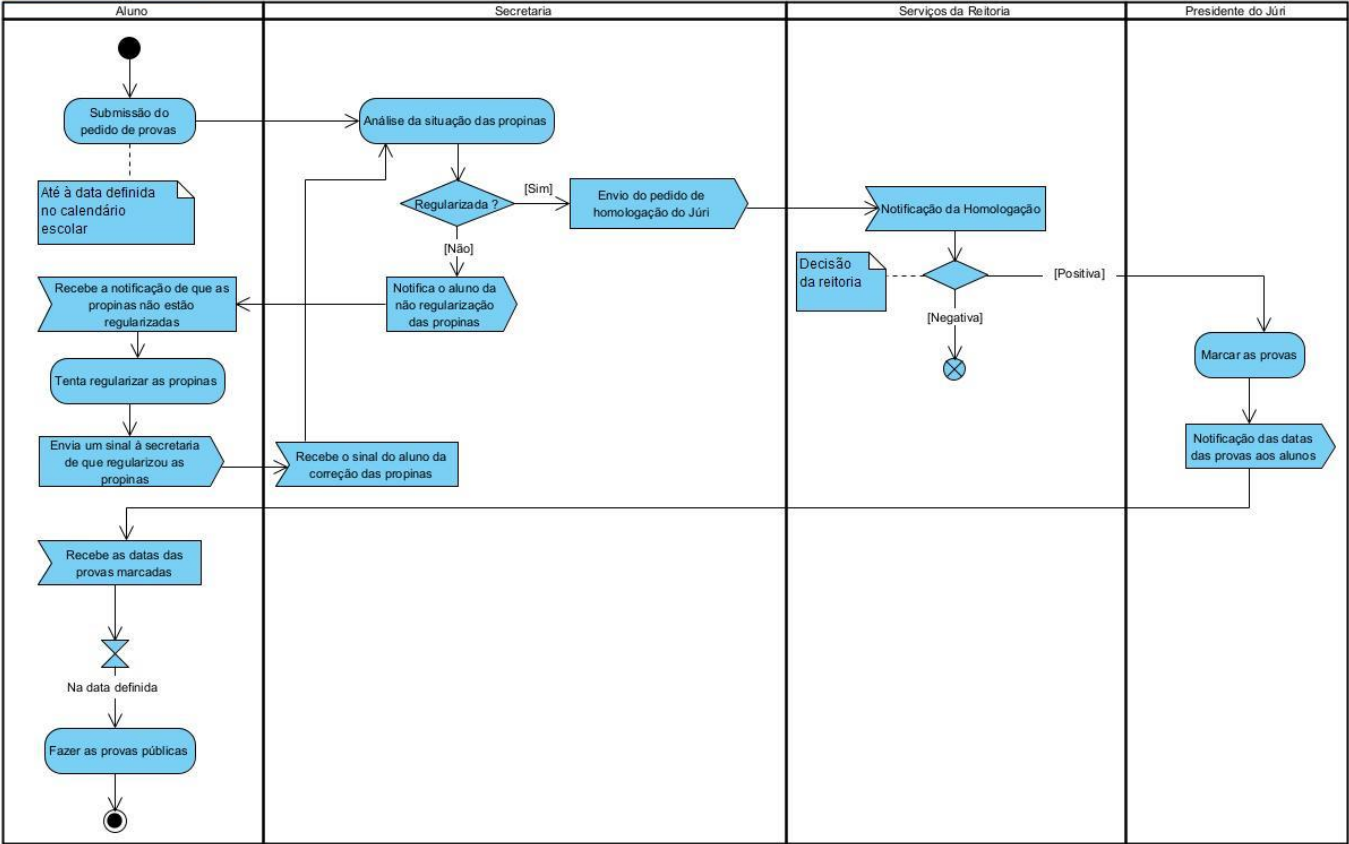 Aluno
Secretaria
Serviços da Reitoria
Presidente do Júri
Submissão do
pedido de provas
Até à data definida
no calendário
escolar
Análise da situação das propinas
Regularizada ?
[Sim]
Envio do pedido de
homologação do Júri
Notificação da Homologação
[Não]
Decisão
da reitoria
[Positiva]
[Negativa]
Notifica o aluno da
não regularização
das propinas
Recebe a notificação de que as
propinas não estão
regularizadas
Tenta regularizar as propinas
Envia um sinal à secretaria
de que regularizou as
propinas
Recebe o sinal do aluno da
correção das propinas
Marcar as provas
Notificação das datas
das provas aos alunos
Recebe as datas das
provas marcadas
Na data definida
Fazer as provas públicas